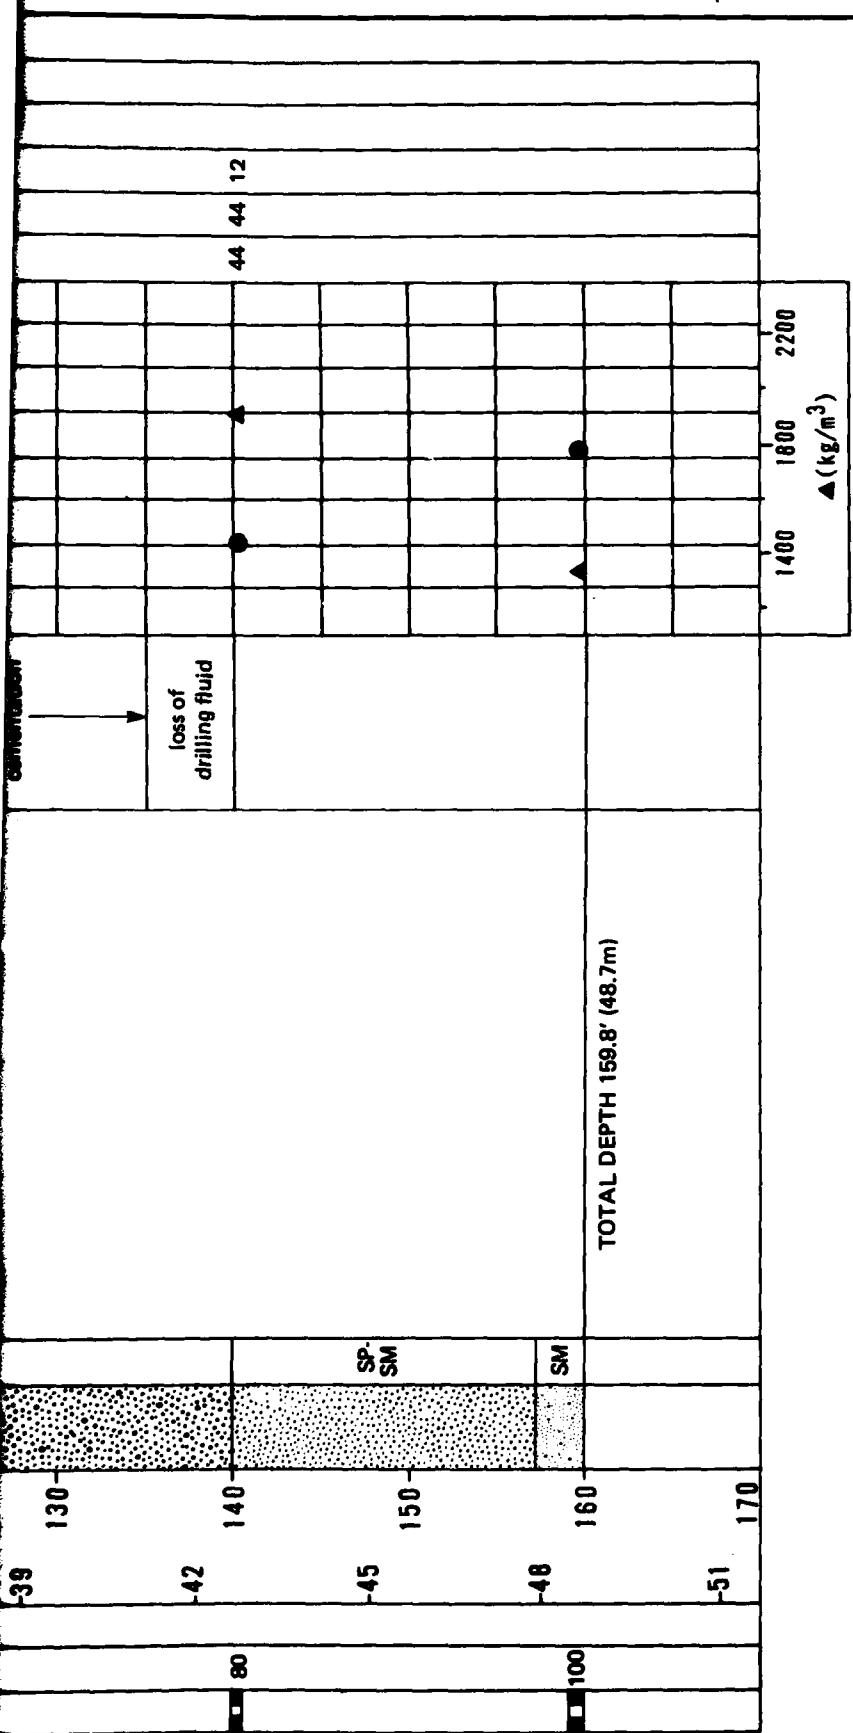 80
100
39
42
45
48
51
130
140
150
160
170
SP-
SM
SM
TOTAL DEPTH 159.8' (48.7m)
cementation
loss of
drilling fluid
44 44 12
1400 1800 2200
▲ (kg/m³)